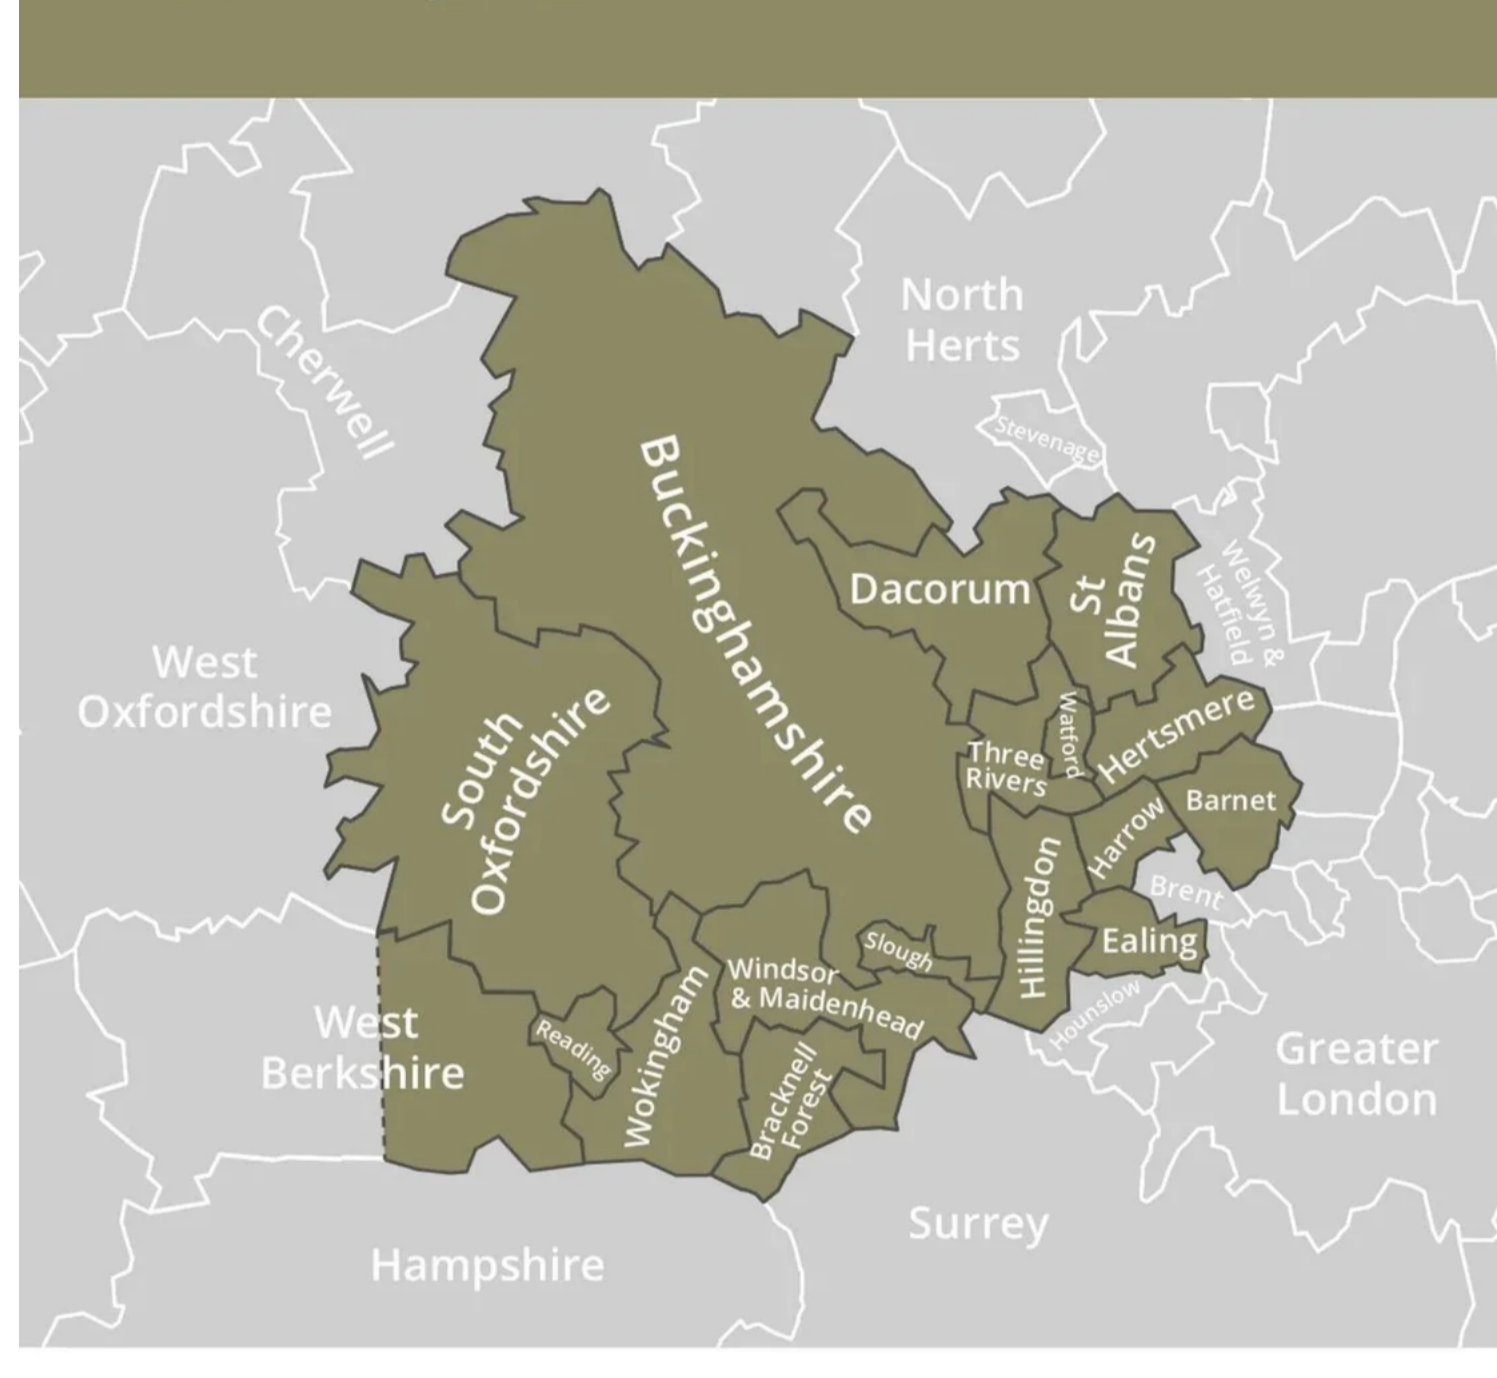 North
Herts
Cherwell
Stevenage
Buckinghamshire
Dacorum
St
Albans
Welwyn &
Hatfield
West
Oxfordshire
South
Oxfordshire
Watford
Three
Rivers
Hertsmere
Barnet
Harrow
Hillingdon
Brent
Ealing
Slough
Windsor
& Maidenhead
Hounslow
West
Berkshire
Reading
Wokingham
Bracknell
Forest
Greater
London
Surrey
Hampshire